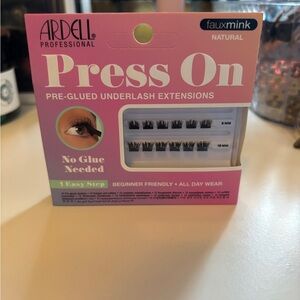 ARDELL®
PROFESSIONAL
fauxmink
NATURAL
Press On
PRE-GLUED UNDERLASH EXTENSIONS
No Glue
Needed
1 Easy Step
BEGINNER FRIENDLY • ALL DAY WEAR